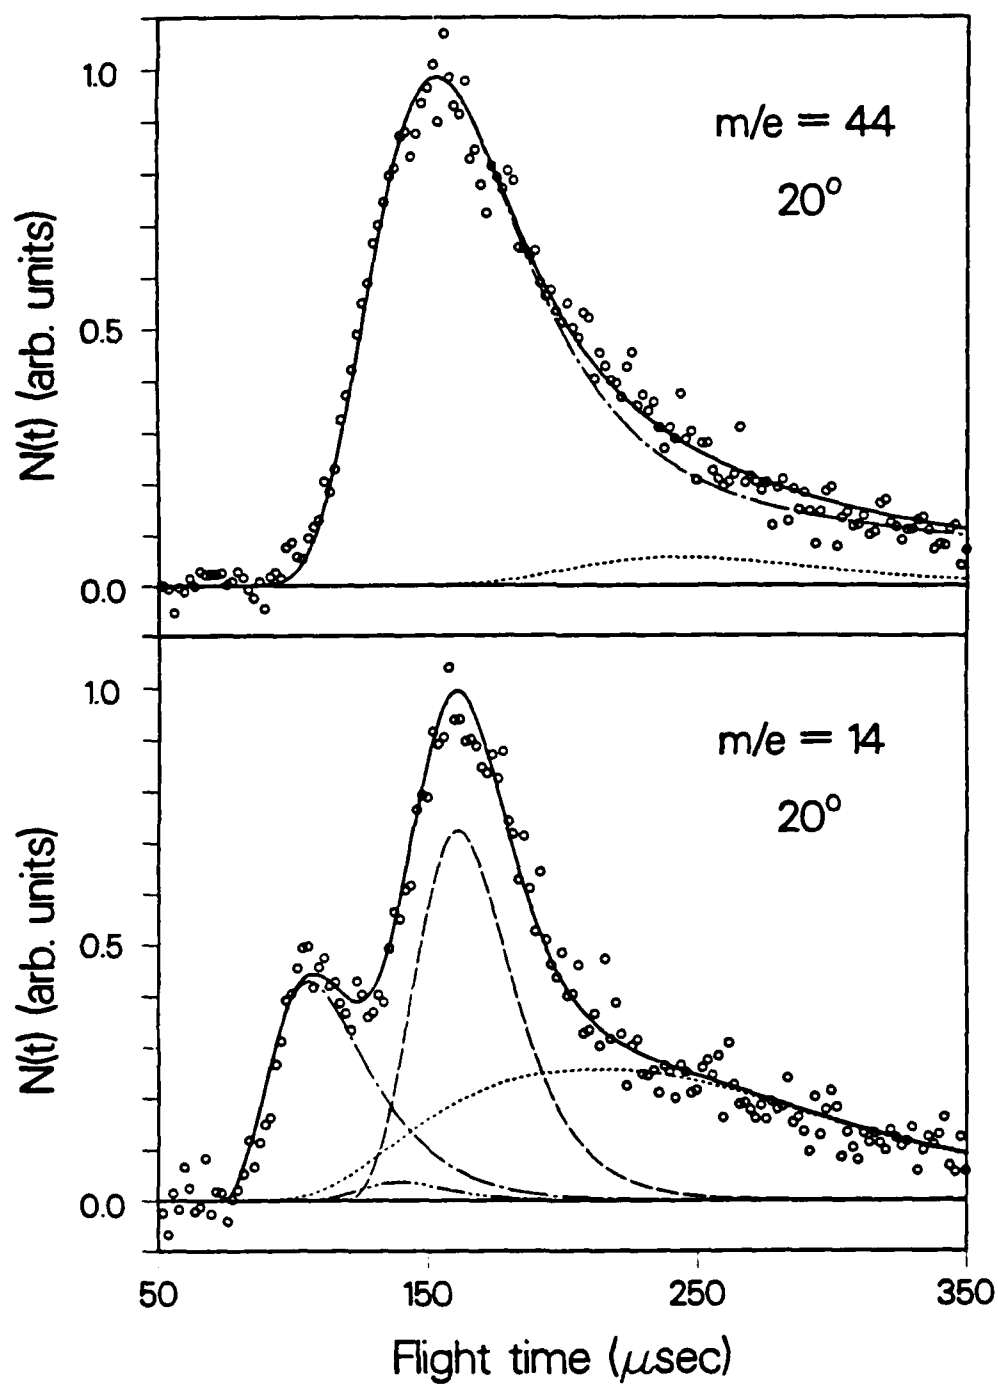 1.0
m/e = 44
20°
0.5
0.0
N(t) (arb. units)
1.0
m/e = 14
20°
0.5
0.0
N(t) (arb. units)
50 150 250 350
Flight time (μsec)